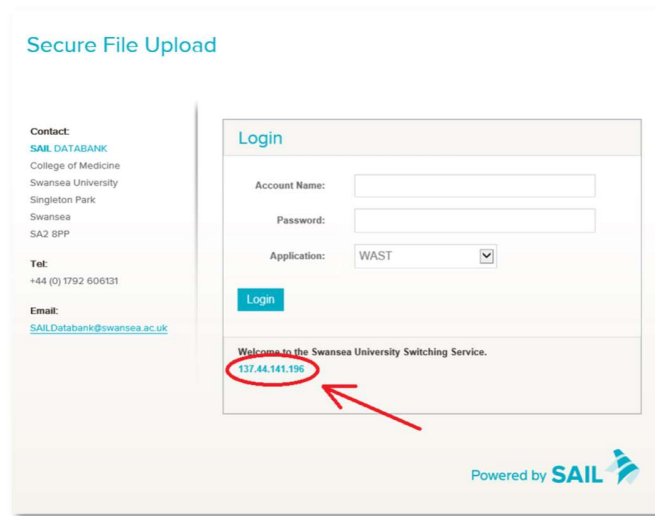 Secure File Upload
Contact:
SAIL DATABANK
College of Medicine
Swansea University
Singleton Park
Swansea
SA2 8PP
Tel:
+44 (0) 1792 606131
Email:
SAILDatabank@swansea.ac.uk
Login
Account Name:
Password:
Application: WAST
Login
Welcome to the Swansea University Switching Service.
137.44.141.196
Powered by SAIL